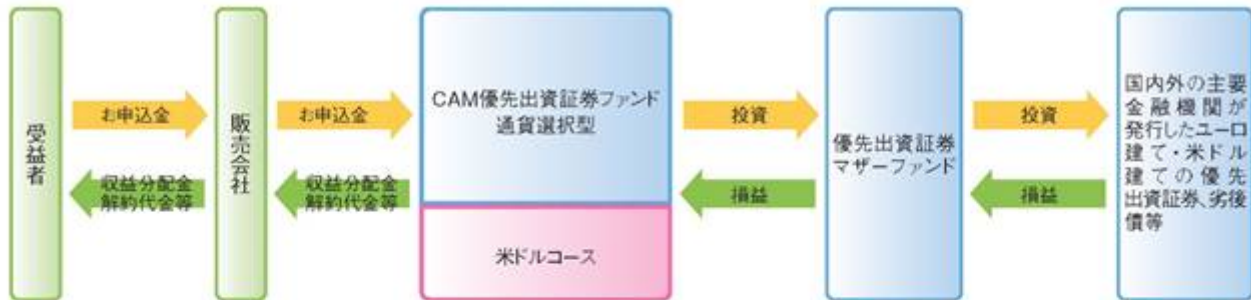 受益者
お申込金
収益分配金
解約代金等
販売会社
お申込金
収益分配金
解約代金等
CAM優先出資証券ファンド
通貨選択型
米ドルコース
投資
損益
優先出資証券
マザーファンド
投資
損益
国内外の主要
金融機関が
発行したユーロ
建て・米ドル
建ての優先
出資証券、劣後
債等